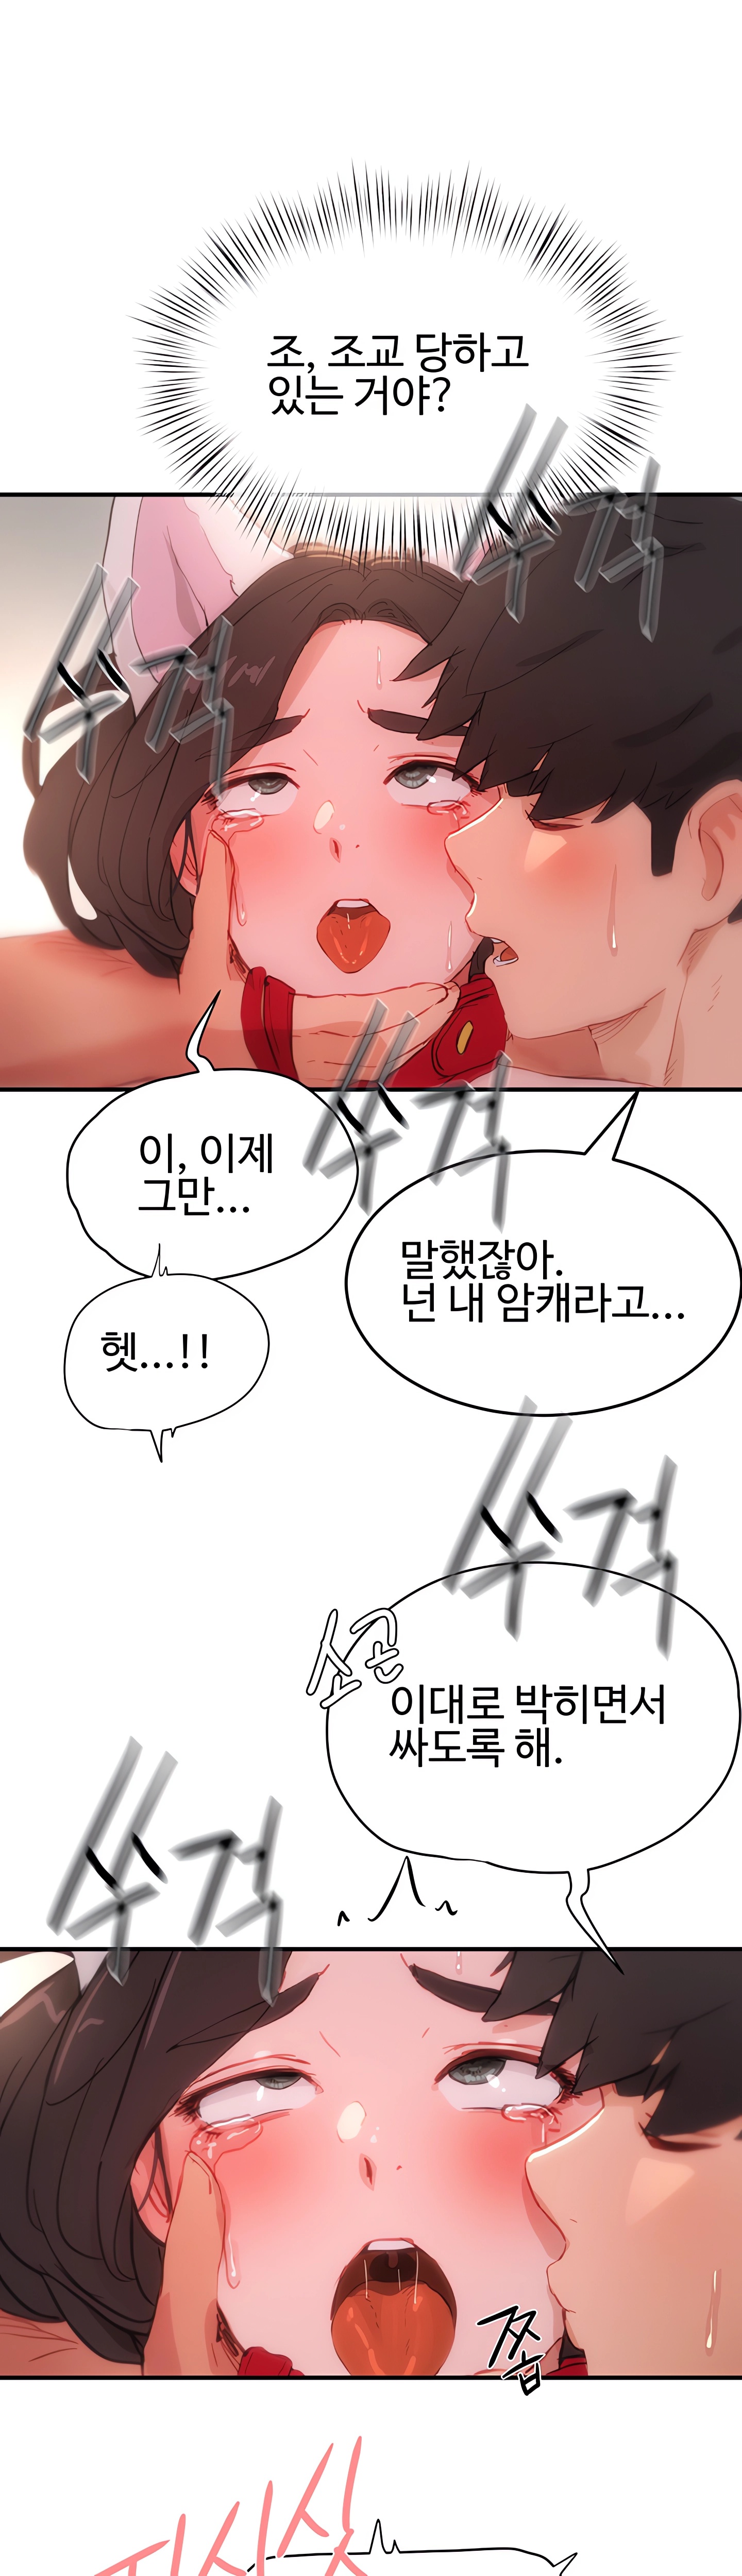 조, 조교 당하고
있는 거야?
쑤걱
쑤걱
이, 이제
그만...
쑤걱
말했잖아.
넌 내 암캐라고...
헷...!!
쑤걱
소곤
이대로 박히면서
싸도록 해.
쑤걱
쫍